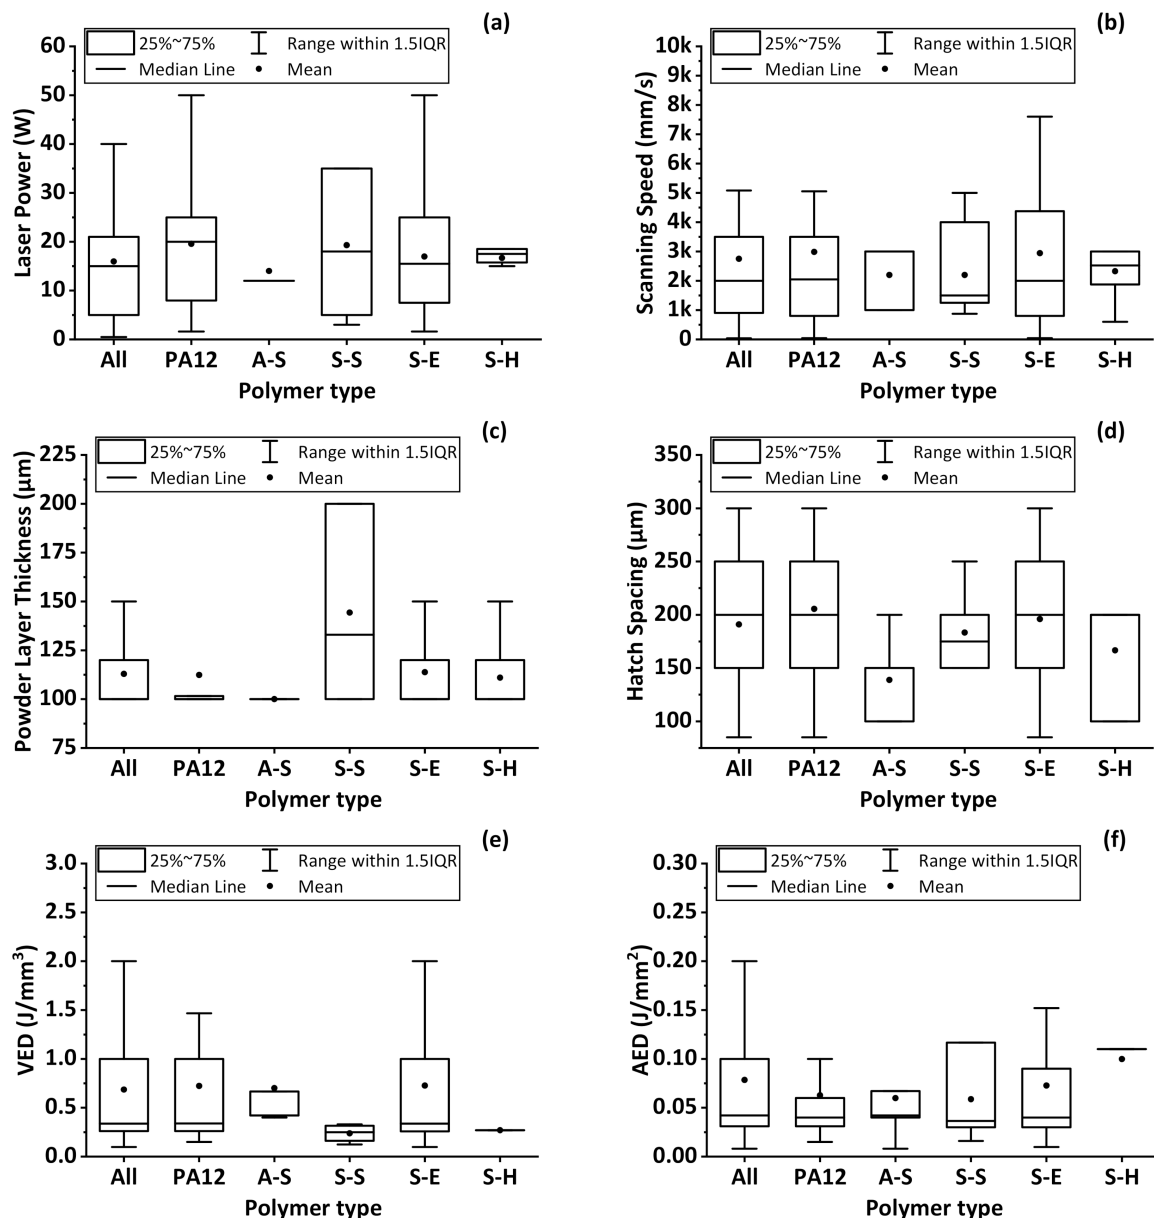 (a)
25%~75%
Range within 1.5IQR
Median Line
Mean
Laser Power (W)
60
50
40
30
20
10
0
All PA12 A-S S-S S-E S-H
Polymer type
(b)
25%~75%
Range within 1.5IQR
Median Line
Mean
Scanning Speed (mm/s)
10k
9k
8k
7k
6k
5k
4k
3k
2k
1k
0
All PA12 A-S S-S S-E S-H
Polymer type
(c)
25%~75%
Range within 1.5IQR
Median Line
Mean
Powder Layer Thickness (μm)
225
200
175
150
125
100
75
All PA12 A-S S-S S-E S-H
Polymer type
(d)
25%~75%
Range within 1.5IQR
Median Line
Mean
Hatch Spacing (μm)
350
300
250
200
150
100
All PA12 A-S S-S S-E S-H
Polymer type
(e)
25%~75%
Range within 1.5IQR
Median Line
Mean
VED (J/mm³)
3.0
2.5
2.0
1.5
1.0
0.5
0.0
All PA12 A-S S-S S-E S-H
Polymer type
(f)
25%~75%
Range within 1.5IQR
Median Line
Mean
AED (J/mm²)
0.30
0.25
0.20
0.15
0.10
0.05
0.00
All PA12 A-S S-S S-E S-H
Polymer type